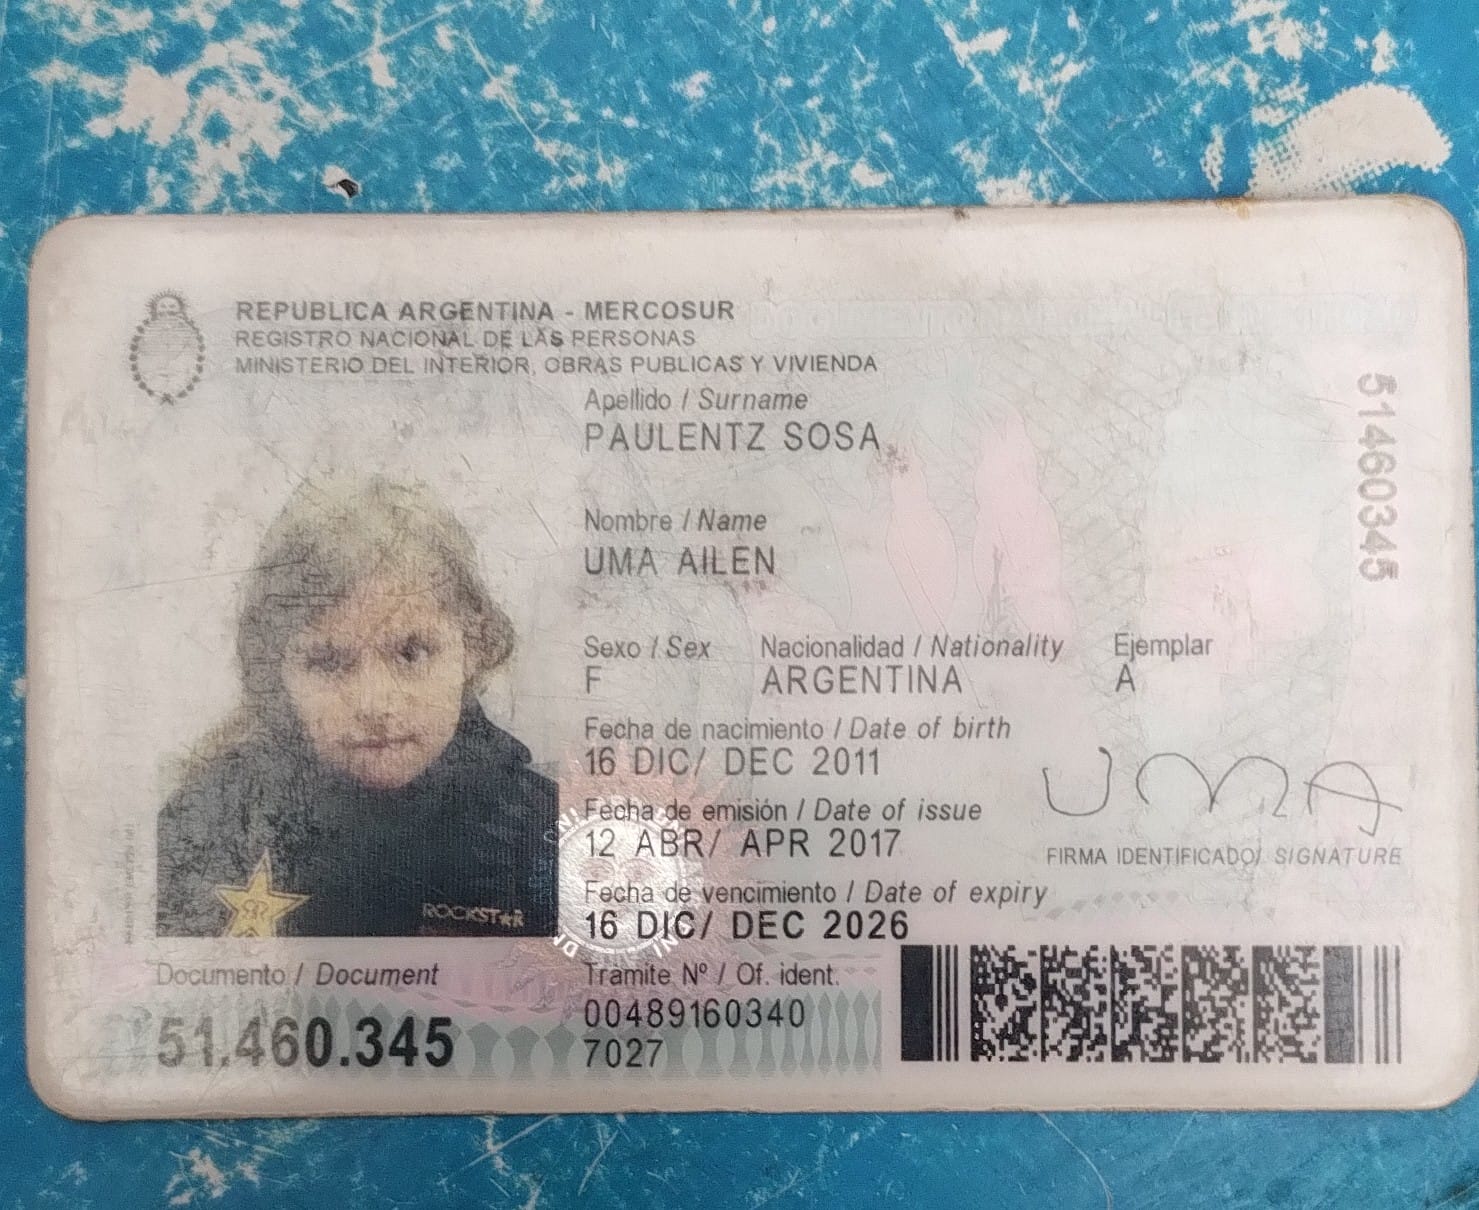 REPUBLICA ARGENTINA - MERCOSUR
REGISTRO NACIONAL DE LAS PERSONAS
MINISTERIO DEL INTERIOR, OBRAS PUBLICAS Y VIVIENDA
Apellido / Surname
PAULENTZ SOSA
Nombre / Name
UMA AILEN
Sexo / Sex Nacionalidad / Nationality Ejemplar
F ARGENTINA A
Fecha de nacimiento / Date of birth
16 DIC/ DEC 2011
Fecha de emisión / Date of issue
12 ABR/ APR 2017
Fecha de vencimiento / Date of expiry
16 DIC/ DEC 2026
UMA
FIRMA IDENTIFICADO/ SIGNATURE
51460345
ROCKSTAR
Documento / Document
51.460.345
Tramite Nº / Of. ident.
00489160340
7027